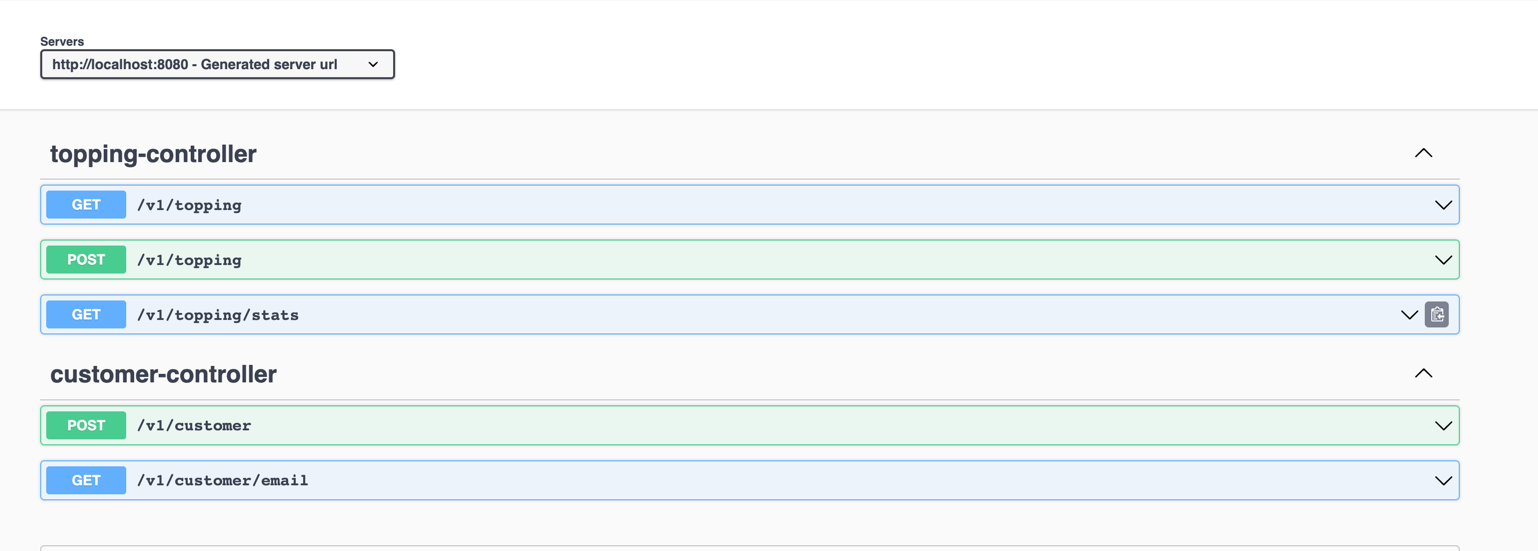 Servers
http://localhost:8080 - Generated server url
topping-controller
GET /v1/topping
POST /v1/topping
GET /v1/topping/stats
customer-controller
POST /v1/customer
GET /v1/customer/email